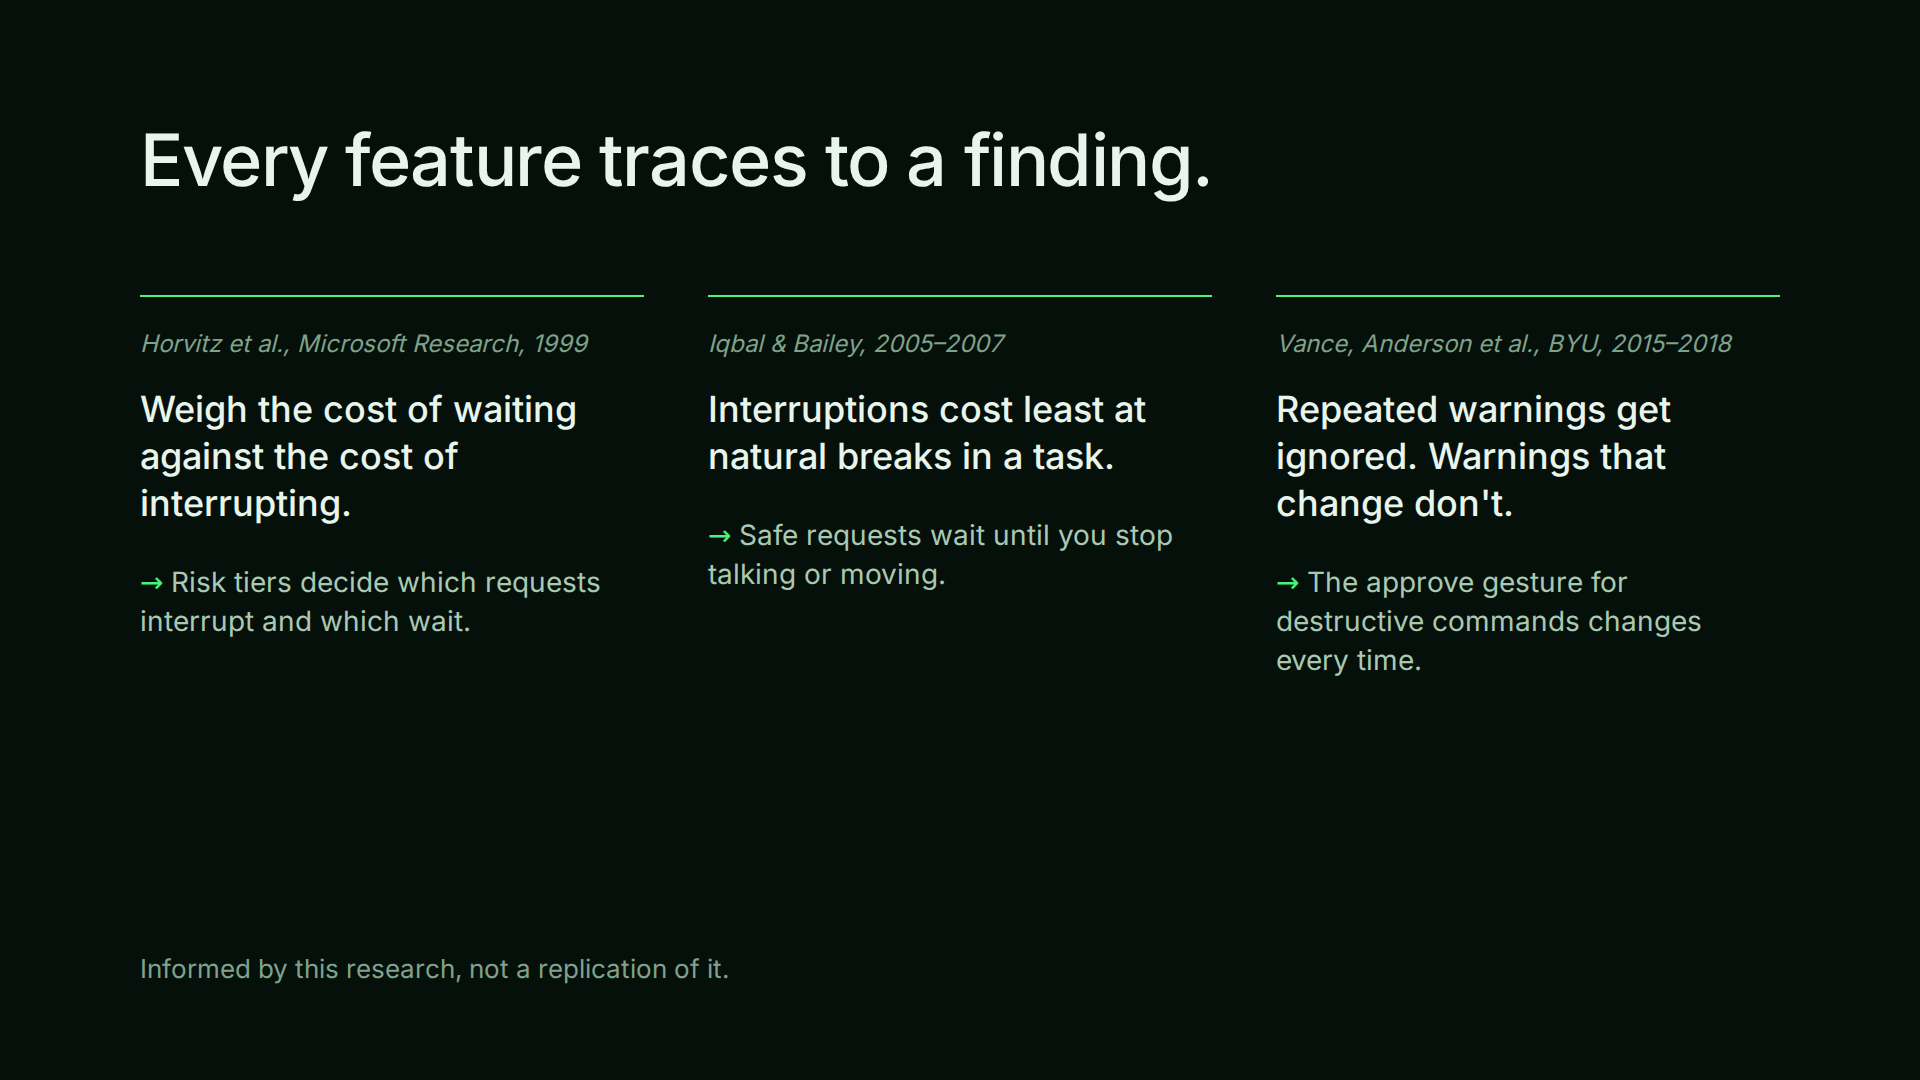 Every feature traces to a finding.
Horvitz et al., Microsoft Research, 1999
Weigh the cost of waiting
against the cost of
interrupting.
→ Risk tiers decide which requests
interrupt and which wait.
Iqbal & Bailey, 2005–2007
Interruptions cost least at
natural breaks in a task.
→ Safe requests wait until you stop
talking or moving.
Vance, Anderson et al., BYU, 2015–2018
Repeated warnings get
ignored. Warnings that
change don't.
→ The approve gesture for
destructive commands changes
every time.
Informed by this research, not a replication of it.